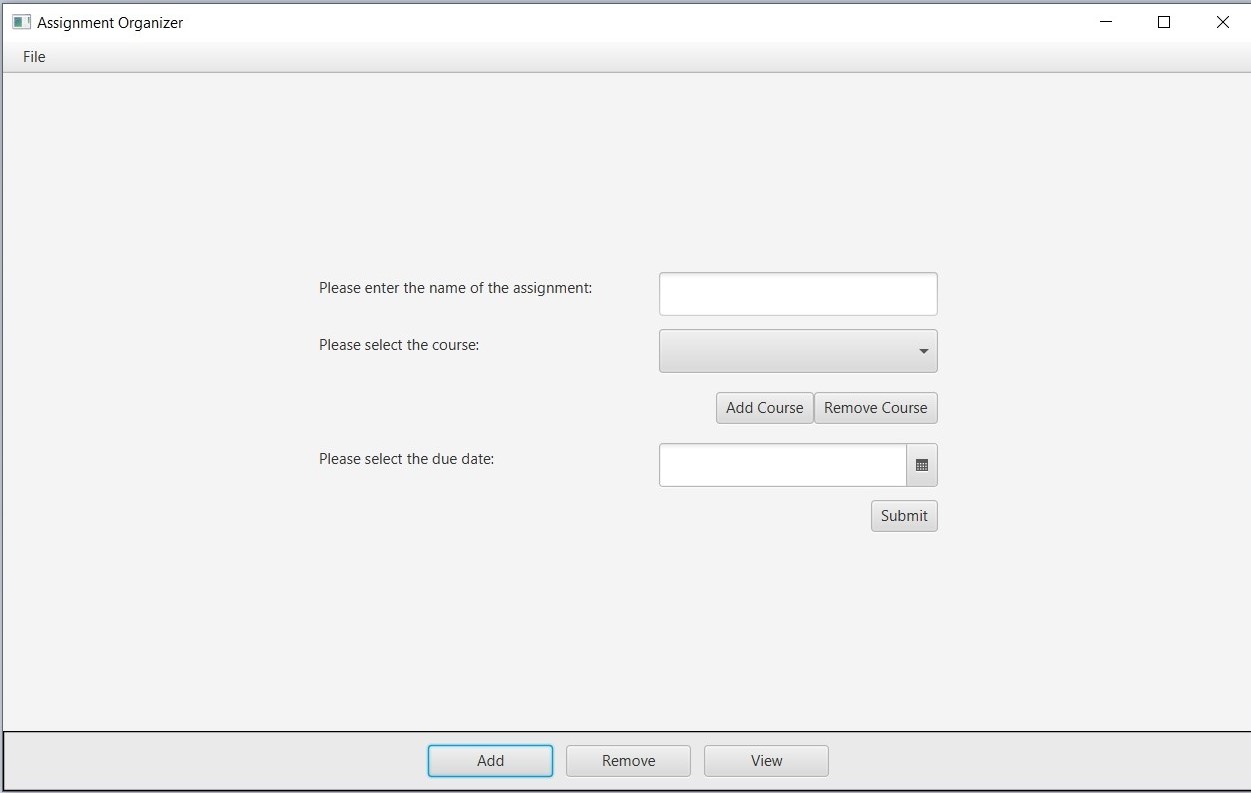 Assignment Organizer
File
Please enter the name of the assignment:
Please select the course:
Add Course Remove Course
Please select the due date:
Submit
Add Remove View